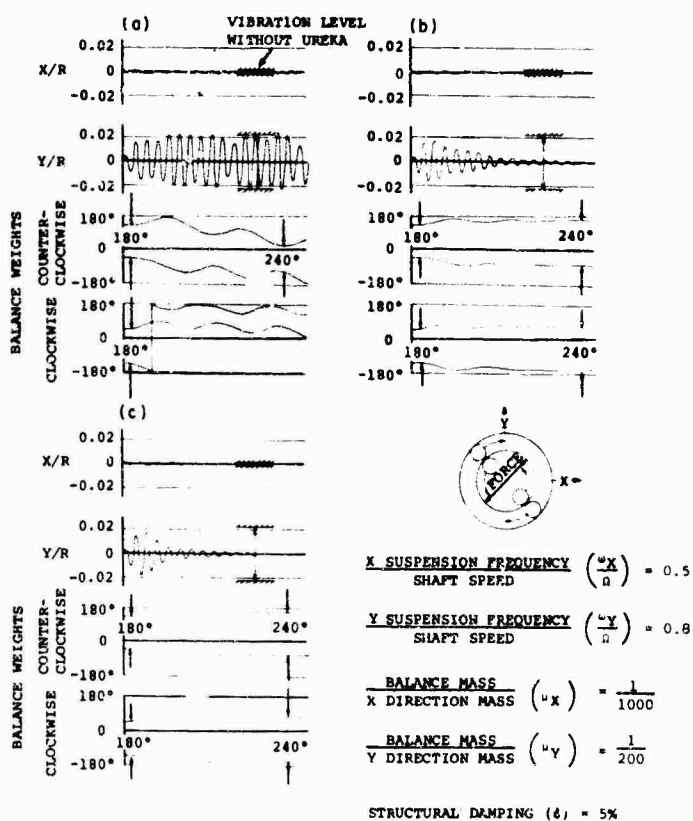 (a)
VIBRATION LEVEL
WITHOUT UREKA
(b)
0.02
X/R 0
-0.02
0.02
Y/R 0
-0.02
BALANCE WEIGHTS
COUNTER-
CLOCKWISE
180°
0
180°
240°
-180°
CLOCKWISE
180°
0
180°
-180°
0.02
0
-0.02
0.02
0
-0.02
180°
0
180°
240°
-180°
180°
0
180°
240°
-180°
(c)
0.02
X/R 0
-0.02
0.02
Y/R 0
-0.02
BALANCE WEIGHTS
COUNTER-
CLOCKWISE
180°
0
180°
240°
-180°
CLOCKWISE
180°
0
180°
240°
-180°
Y
X
FORCE
X SUSPENSION FREQUENCY / SHAFT SPEED (ωX/Ω) = 0.5
Y SUSPENSION FREQUENCY / SHAFT SPEED (ωY/Ω) = 0.8
BALANCE MASS / X DIRECTION MASS (μX) = 1/1000
BALANCE MASS / Y DIRECTION MASS (μY) = 1/200
STRUCTURAL DAMPING (δ) = 5%